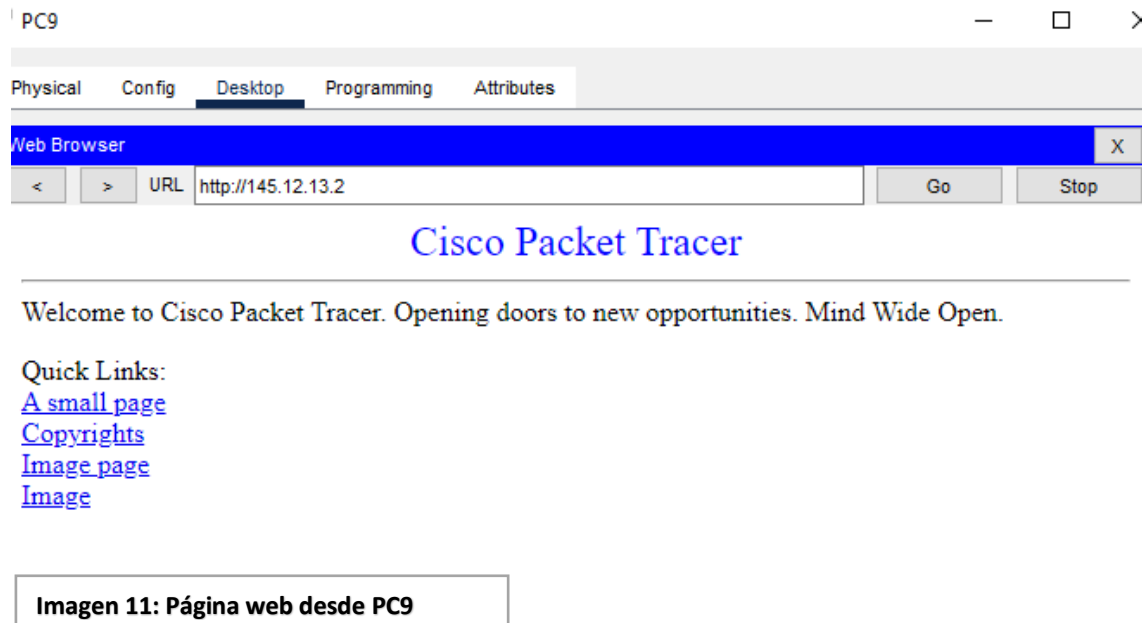 PC9
Physical Config Desktop Programming Attributes
Web Browser X
< > URL http://145.12.13.2 Go Stop
Cisco Packet Tracer
Welcome to Cisco Packet Tracer. Opening doors to new opportunities. Mind Wide Open.
Quick Links:
A small page
Copyrights
Image page
Image
Imagen 11: Página web desde PC9